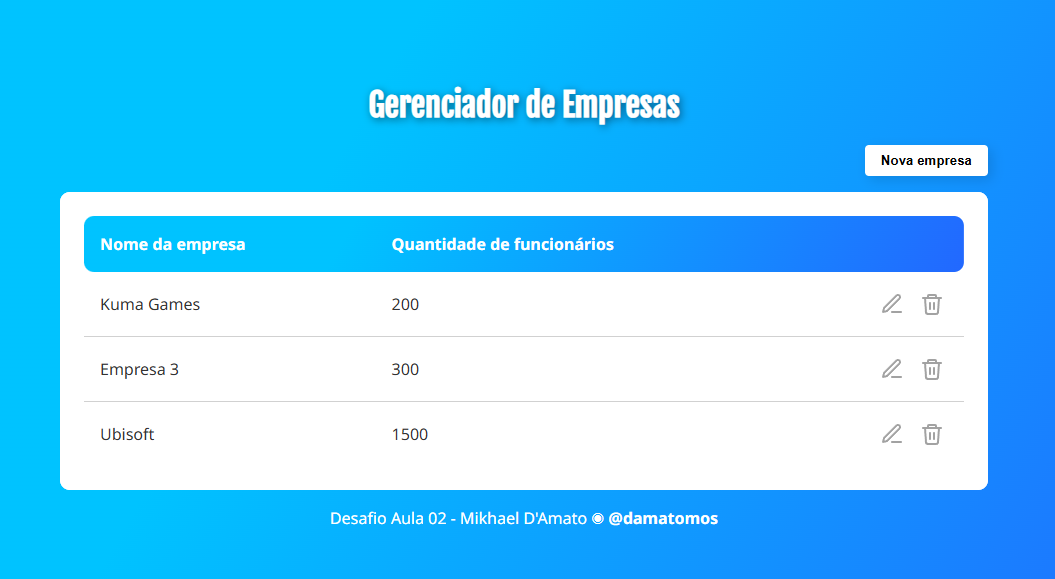 Gerenciador de Empresas
Nova empresa
Nome da empresa Quantidade de funcionários
Kuma Games 200
Empresa 3 300
Ubisoft 1500
Desafio Aula 02 - Mikhael D'Amato ◉ @damatomos